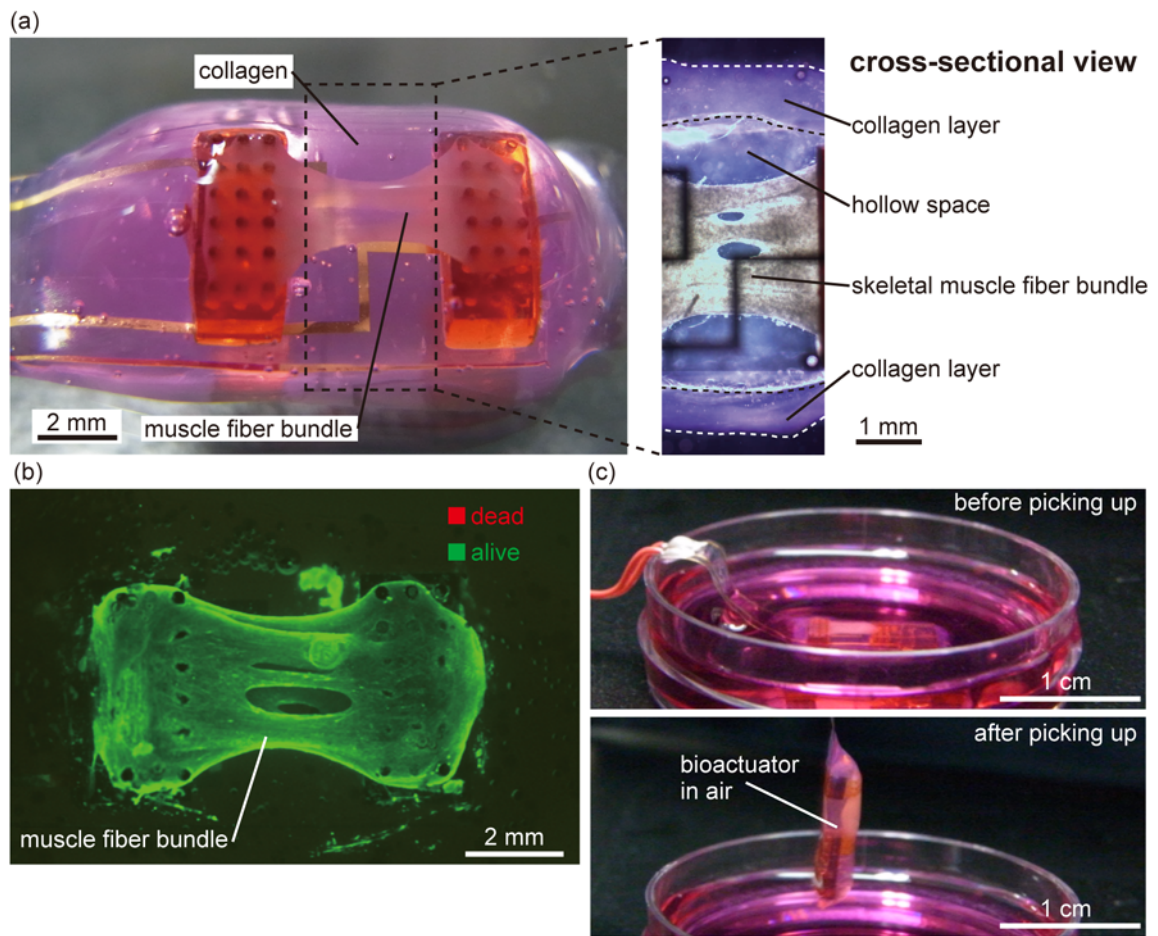 (a)
collagen
muscle fiber bundle
2 mm
cross-sectional view
collagen layer
hollow space
skeletal muscle fiber bundle
collagen layer
1 mm
(b)
dead
alive
muscle fiber bundle
2 mm
(c)
before picking up
1 cm
after picking up
bioactuator
in air
1 cm